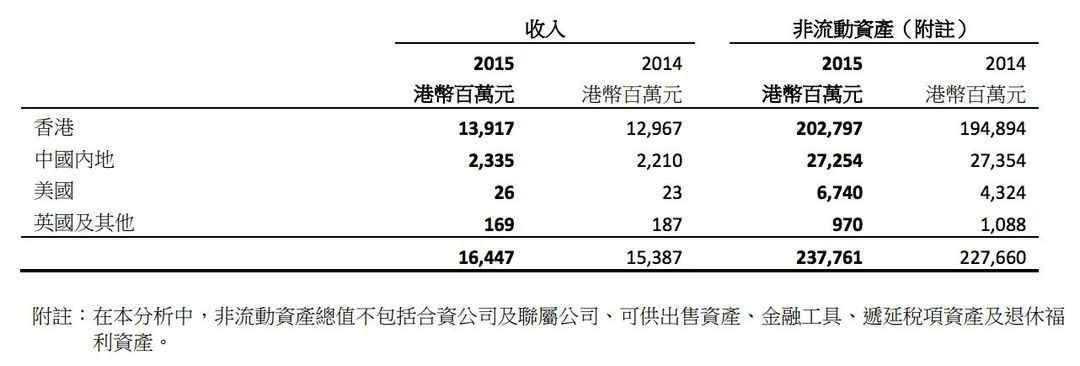 收入 非流動資產（附註）
2015 2014 2015 2014
港幣百萬元 港幣百萬元 港幣百萬元 港幣百萬元
香港 13,917 12,967 202,797 194,894
中國內地 2,335 2,210 27,254 27,354
美國 26 23 6,740 4,324
英國及其他 169 187 970 1,088
16,447 15,387 237,761 227,660
附註：在本分析中，非流動資產總值不包括合資公司及聯屬公司、可供出售資產、金融工具、遞延稅項資產及退休福
利資產。